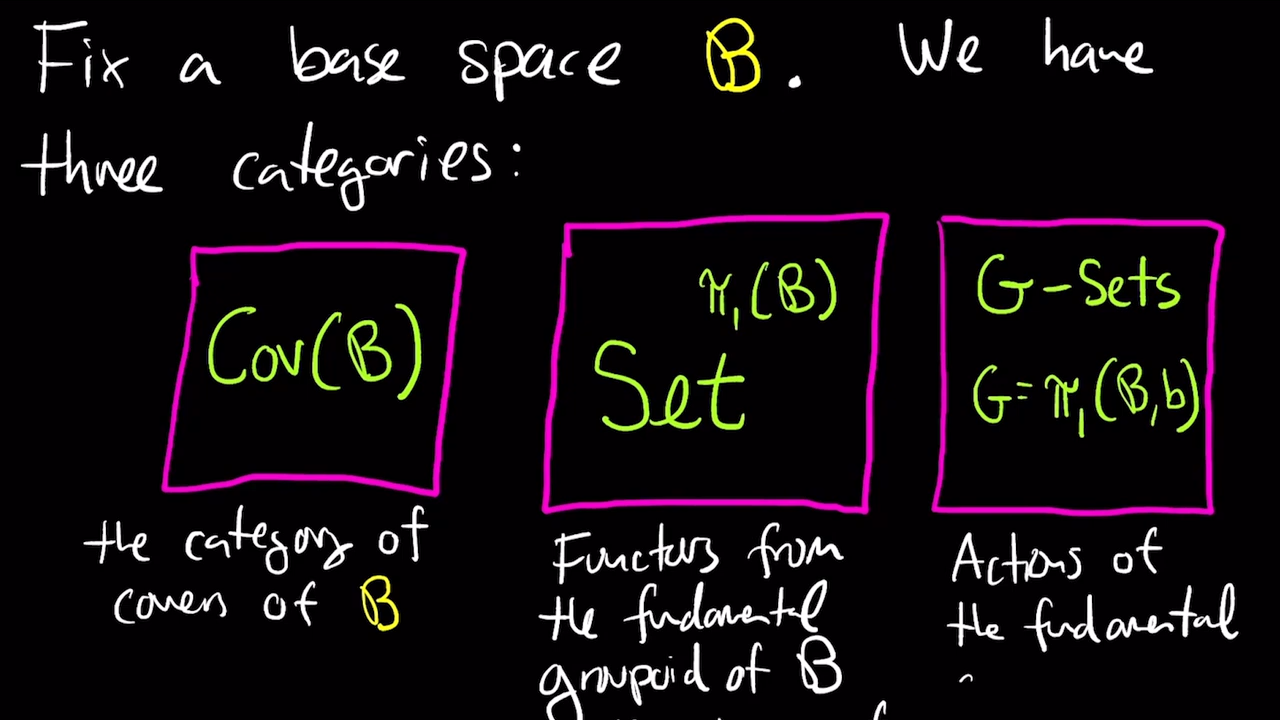 Fix a base space B. We have
three categories:
Cov(B)
the category of
covers of B
π₁(B)
Set
Functors from
the fundamental
groupoid of B
G-Sets
G=π₁(B,b)
Actions of
the fundamental